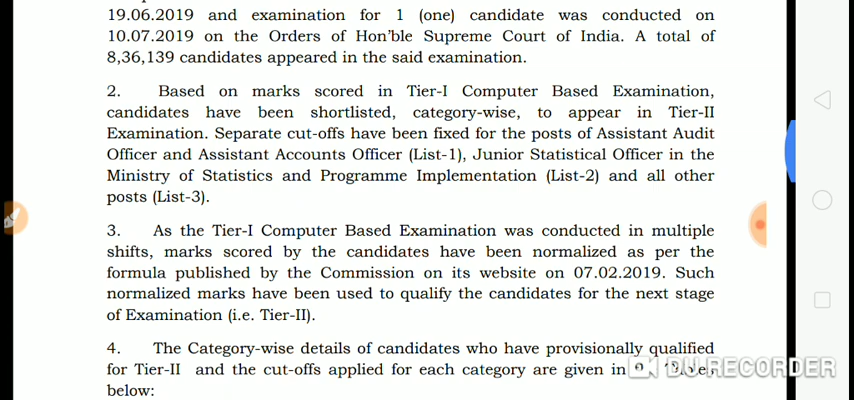 19.06.2019 and examination for 1 (one) candidate was conducted on
10.07.2019 on the Orders of Hon'ble Supreme Court of India. A total of
8,36,139 candidates appeared in the said examination.
2. Based on marks scored in Tier-I Computer Based Examination,
candidates have been shortlisted, category-wise, to appear in Tier-II
Examination. Separate cut-offs have been fixed for the posts of Assistant Audit
Officer and Assistant Accounts Officer (List-1), Junior Statistical Officer in the
Ministry of Statistics and Programme Implementation (List-2) and all other
posts (List-3).
3. As the Tier-I Computer Based Examination was conducted in multiple
shifts, marks scored by the candidates have been normalized as per the
formula published by the Commission on its website on 07.02.2019. Such
normalized marks have been used to qualify the candidates for the next stage
of Examination (i.e. Tier-II).
4. The Category-wise details of candidates who have provisionally qualified
for Tier-II and the cut-offs applied for each category are given in
DU RECORDER
below: